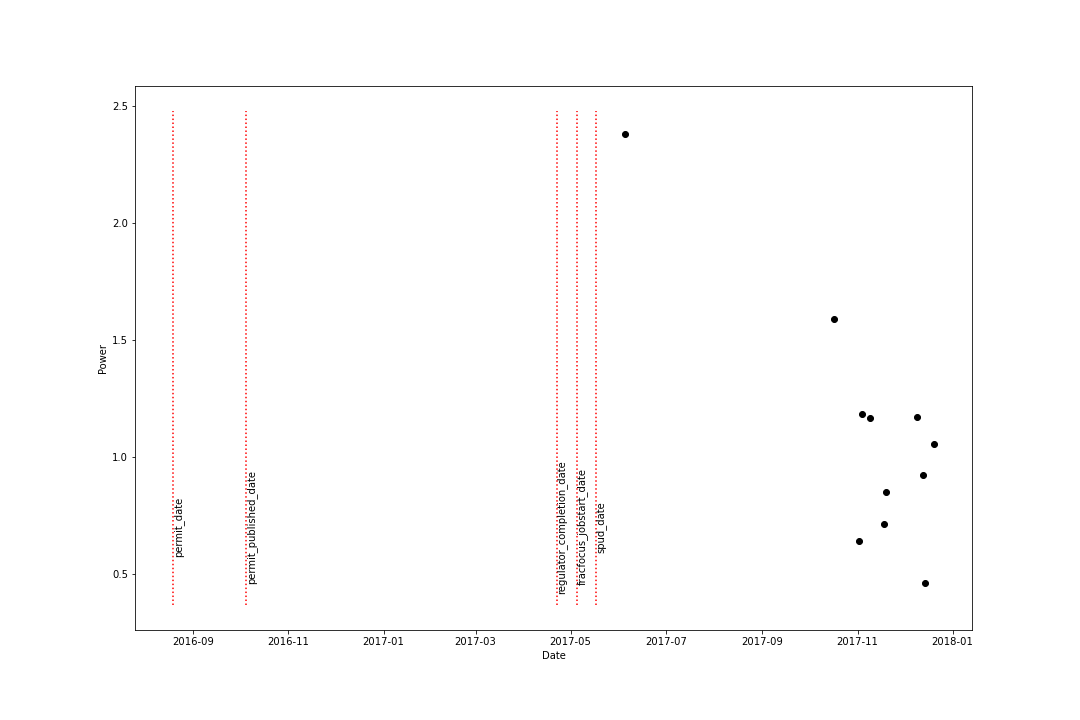 2.5
2.0
1.5
1.0
0.5
Power
permit_date
permit_published_date
regulator_completion_date
fracfocus_jobstart_date
spud_date
2016-09 2016-11 2017-01 2017-03 2017-05 2017-07 2017-09 2017-11 2018-01
Date